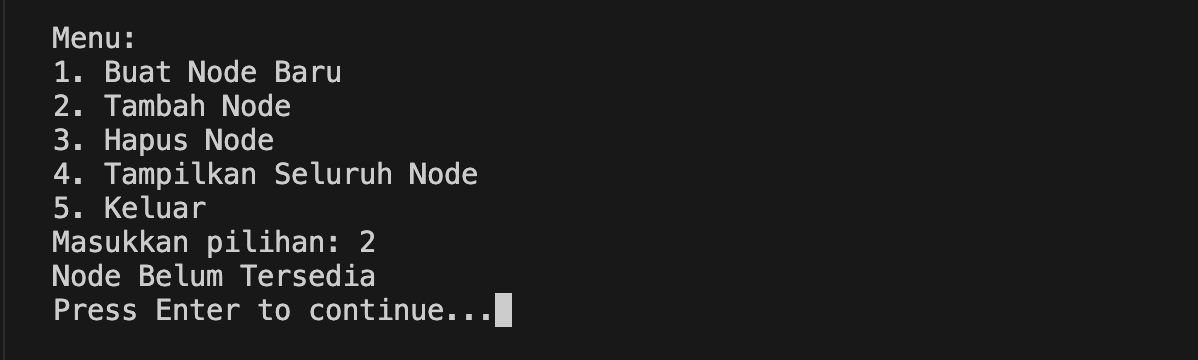 Menu:
1. Buat Node Baru
2. Tambah Node
3. Hapus Node
4. Tampilkan Seluruh Node
5. Keluar
Masukkan pilihan: 2
Node Belum Tersedia
Press Enter to continue...